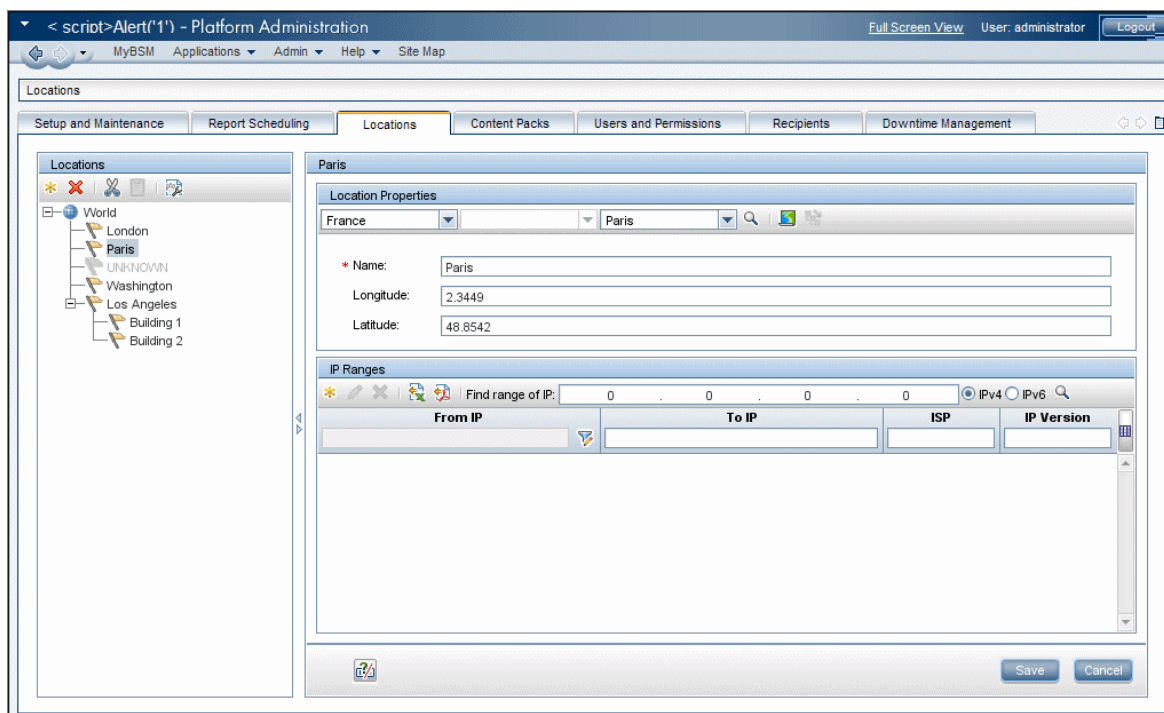 < script>Alert('1') - Platform Administration Full Screen View User: administrator Logout
MyBSM Applications Admin Help Site Map
Locations
Setup and Maintenance Report Scheduling Locations Content Packs Users and Permissions Recipients Downtime Management
Locations
World
London
Paris
UNKNOWN
Washington
Los Angeles
Building 1
Building 2
Paris
Location Properties
France Paris
* Name: Paris
Longitude: 2.3449
Latitude: 48.8542
IP Ranges
Find range of IP: 0 . 0 . 0 . 0 IPv4 IPv6
From IP To IP ISP IP Version
Save Cancel